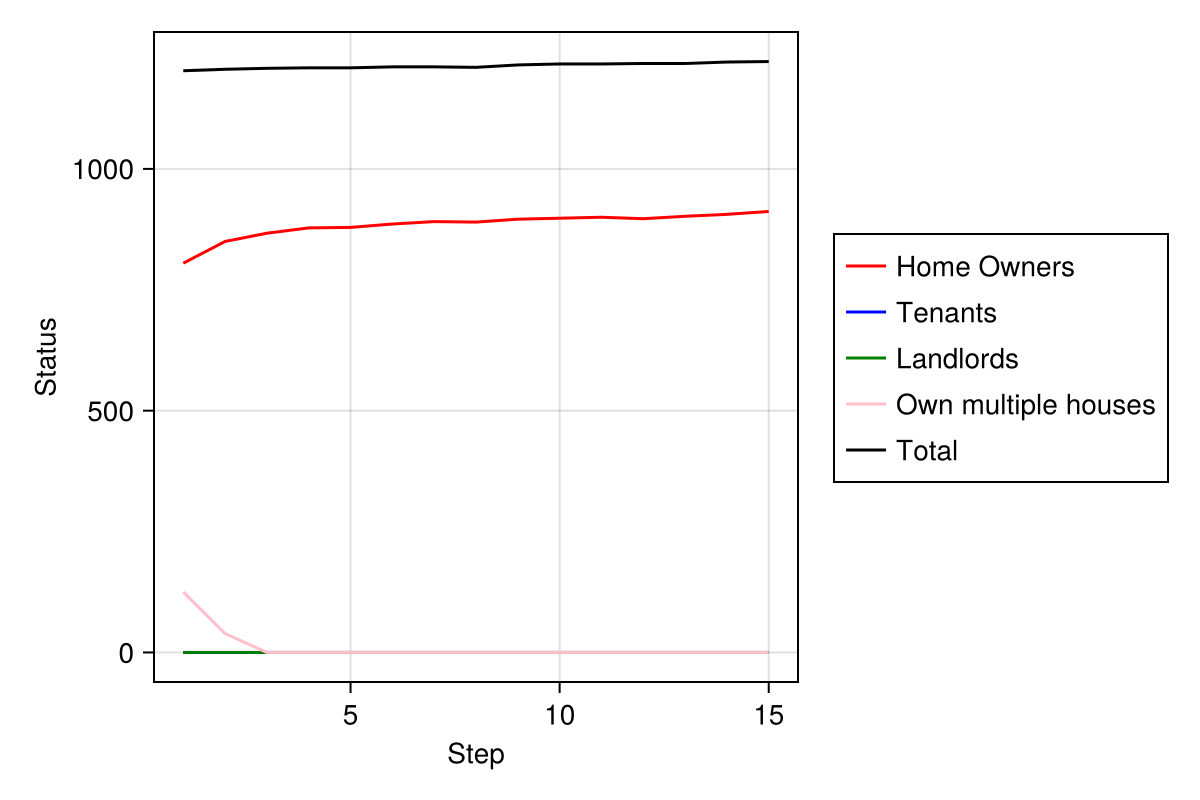 1000
500
0
Status
5 10 15
Step
Home Owners
Tenants
Landlords
Own multiple houses
Total